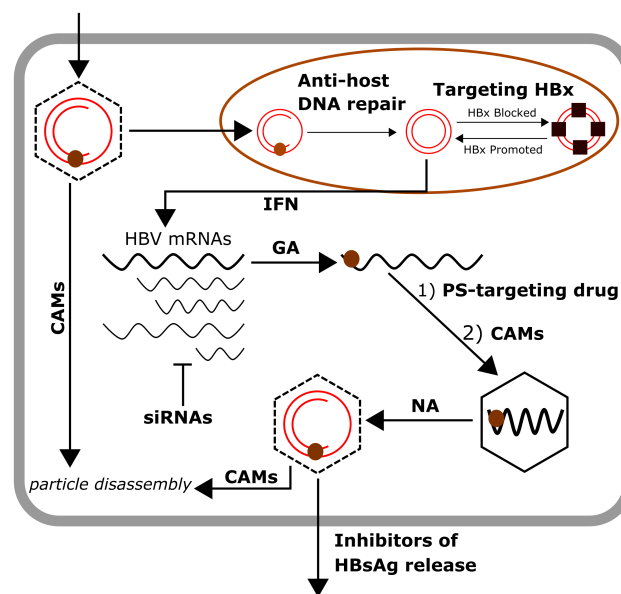 Anti-host
DNA repair
Targeting HBx
HBx Blocked
HBx Promoted
IFN
HBV mRNAs
GA
CAMs
1) PS-targeting drug
2) CAMs
siRNAs
NA
CAMs
particle disassembly
Inhibitors of
HBsAg release